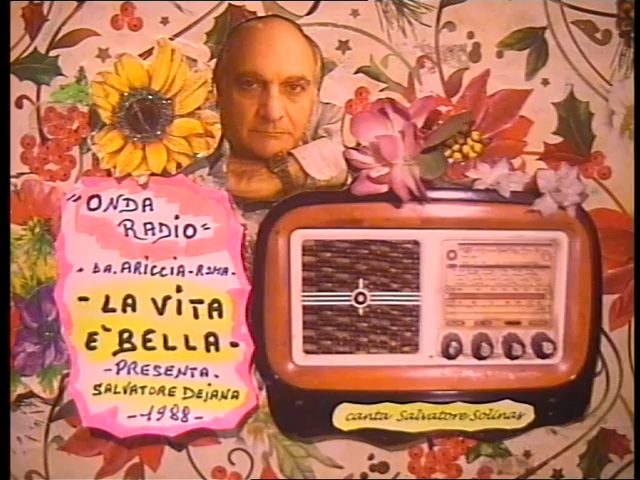 "ONDA
RADIO"
DA. ARICCIA-ROMA-
- LA VITA
È BELLA -
- PRESENTA -
SALVATORE DEJANA
- 1988 -
canta Salvatore Solinas